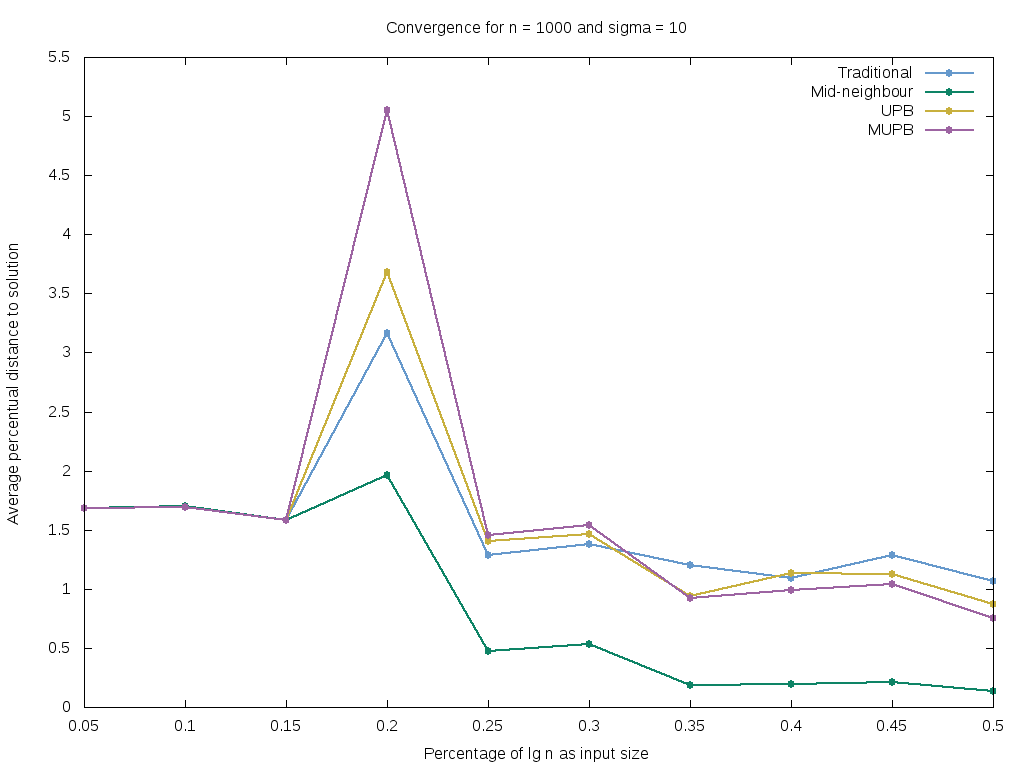 Convergence for n = 1000 and sigma = 10
Average percentual distance to solution
5.5
5
4.5
4
3.5
3
2.5
2
1.5
1
0.5
0
Traditional
Mid-neighbour
UPB
MUPB
0.05 0.1 0.15 0.2 0.25 0.3 0.35 0.4 0.45 0.5
Percentage of lg n as input size